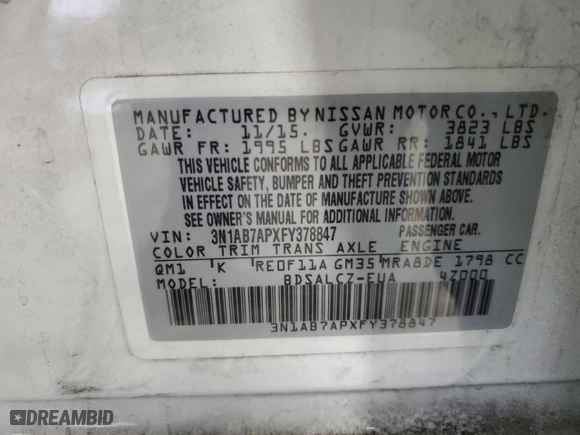 MANUFACTURED BY NISSAN MOTOR CO., LTD.
DATE: 11/15. GVWR: 3823 LBS
GAWR FR: 1995 LBS GAWR RR: 1841 LBS
THIS VEHICLE CONFORMS TO ALL APPLICABLE FEDERAL MOTOR
VEHICLE SAFETY, BUMPER AND THEFT PREVENTION STANDARDS
IN EFFECT ON THE DATE OF MANUFACTURE SHOWN ABOVE.
SEE OWNER'S MANUAL FOR ADDITIONAL INFORMATION.
VIN: 3N1AB7APXFY378847 PASSENGER CAR.
COLOR TRIM TRANS AXLE ENGINE
QM1 K RE0F11A GM35 MRA8DE 1798 CC
MODEL: BDSALCZ-EUA 4Z000
3N1AB7APXFY378847
DREAMBID